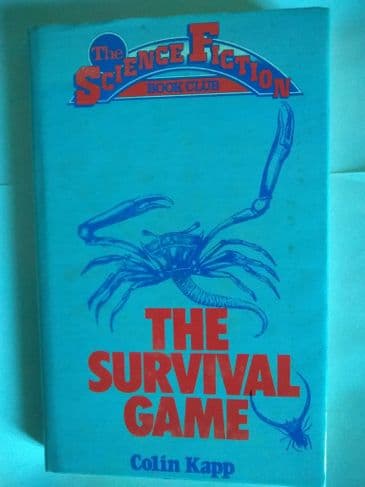 The
SCIENCE FICTION
BOOK CLUB
THE
SURVIVAL
GAME
Colin Kapp